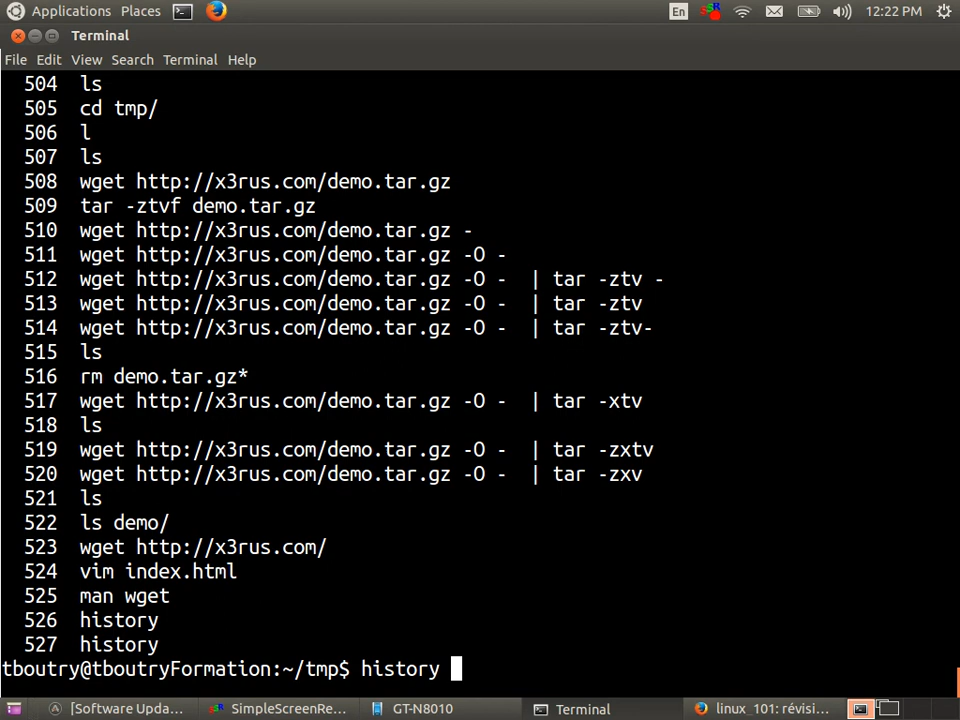 Applications Places En 12:22 PM
Terminal
File Edit View Search Terminal Help
504 ls
505 cd tmp/
506 l
507 ls
508 wget http://x3rus.com/demo.tar.gz
509 tar -ztvf demo.tar.gz
510 wget http://x3rus.com/demo.tar.gz -
511 wget http://x3rus.com/demo.tar.gz -O -
512 wget http://x3rus.com/demo.tar.gz -O -  | tar -ztv -
513 wget http://x3rus.com/demo.tar.gz -O -  | tar -ztv
514 wget http://x3rus.com/demo.tar.gz -O -  | tar -ztv-
515 ls
516 rm demo.tar.gz*
517 wget http://x3rus.com/demo.tar.gz -O -  | tar -xtv
518 ls
519 wget http://x3rus.com/demo.tar.gz -O -  | tar -zxtv
520 wget http://x3rus.com/demo.tar.gz -O -  | tar -zxv
521 ls
522 ls demo/
523 wget http://x3rus.com/
524 vim index.html
525 man wget
526 history
527 history
tboutry@tboutryFormation:~/tmp$ history
[Software Upda... SimpleScreenRe... GT-N8010 Terminal linux_101: révisi...